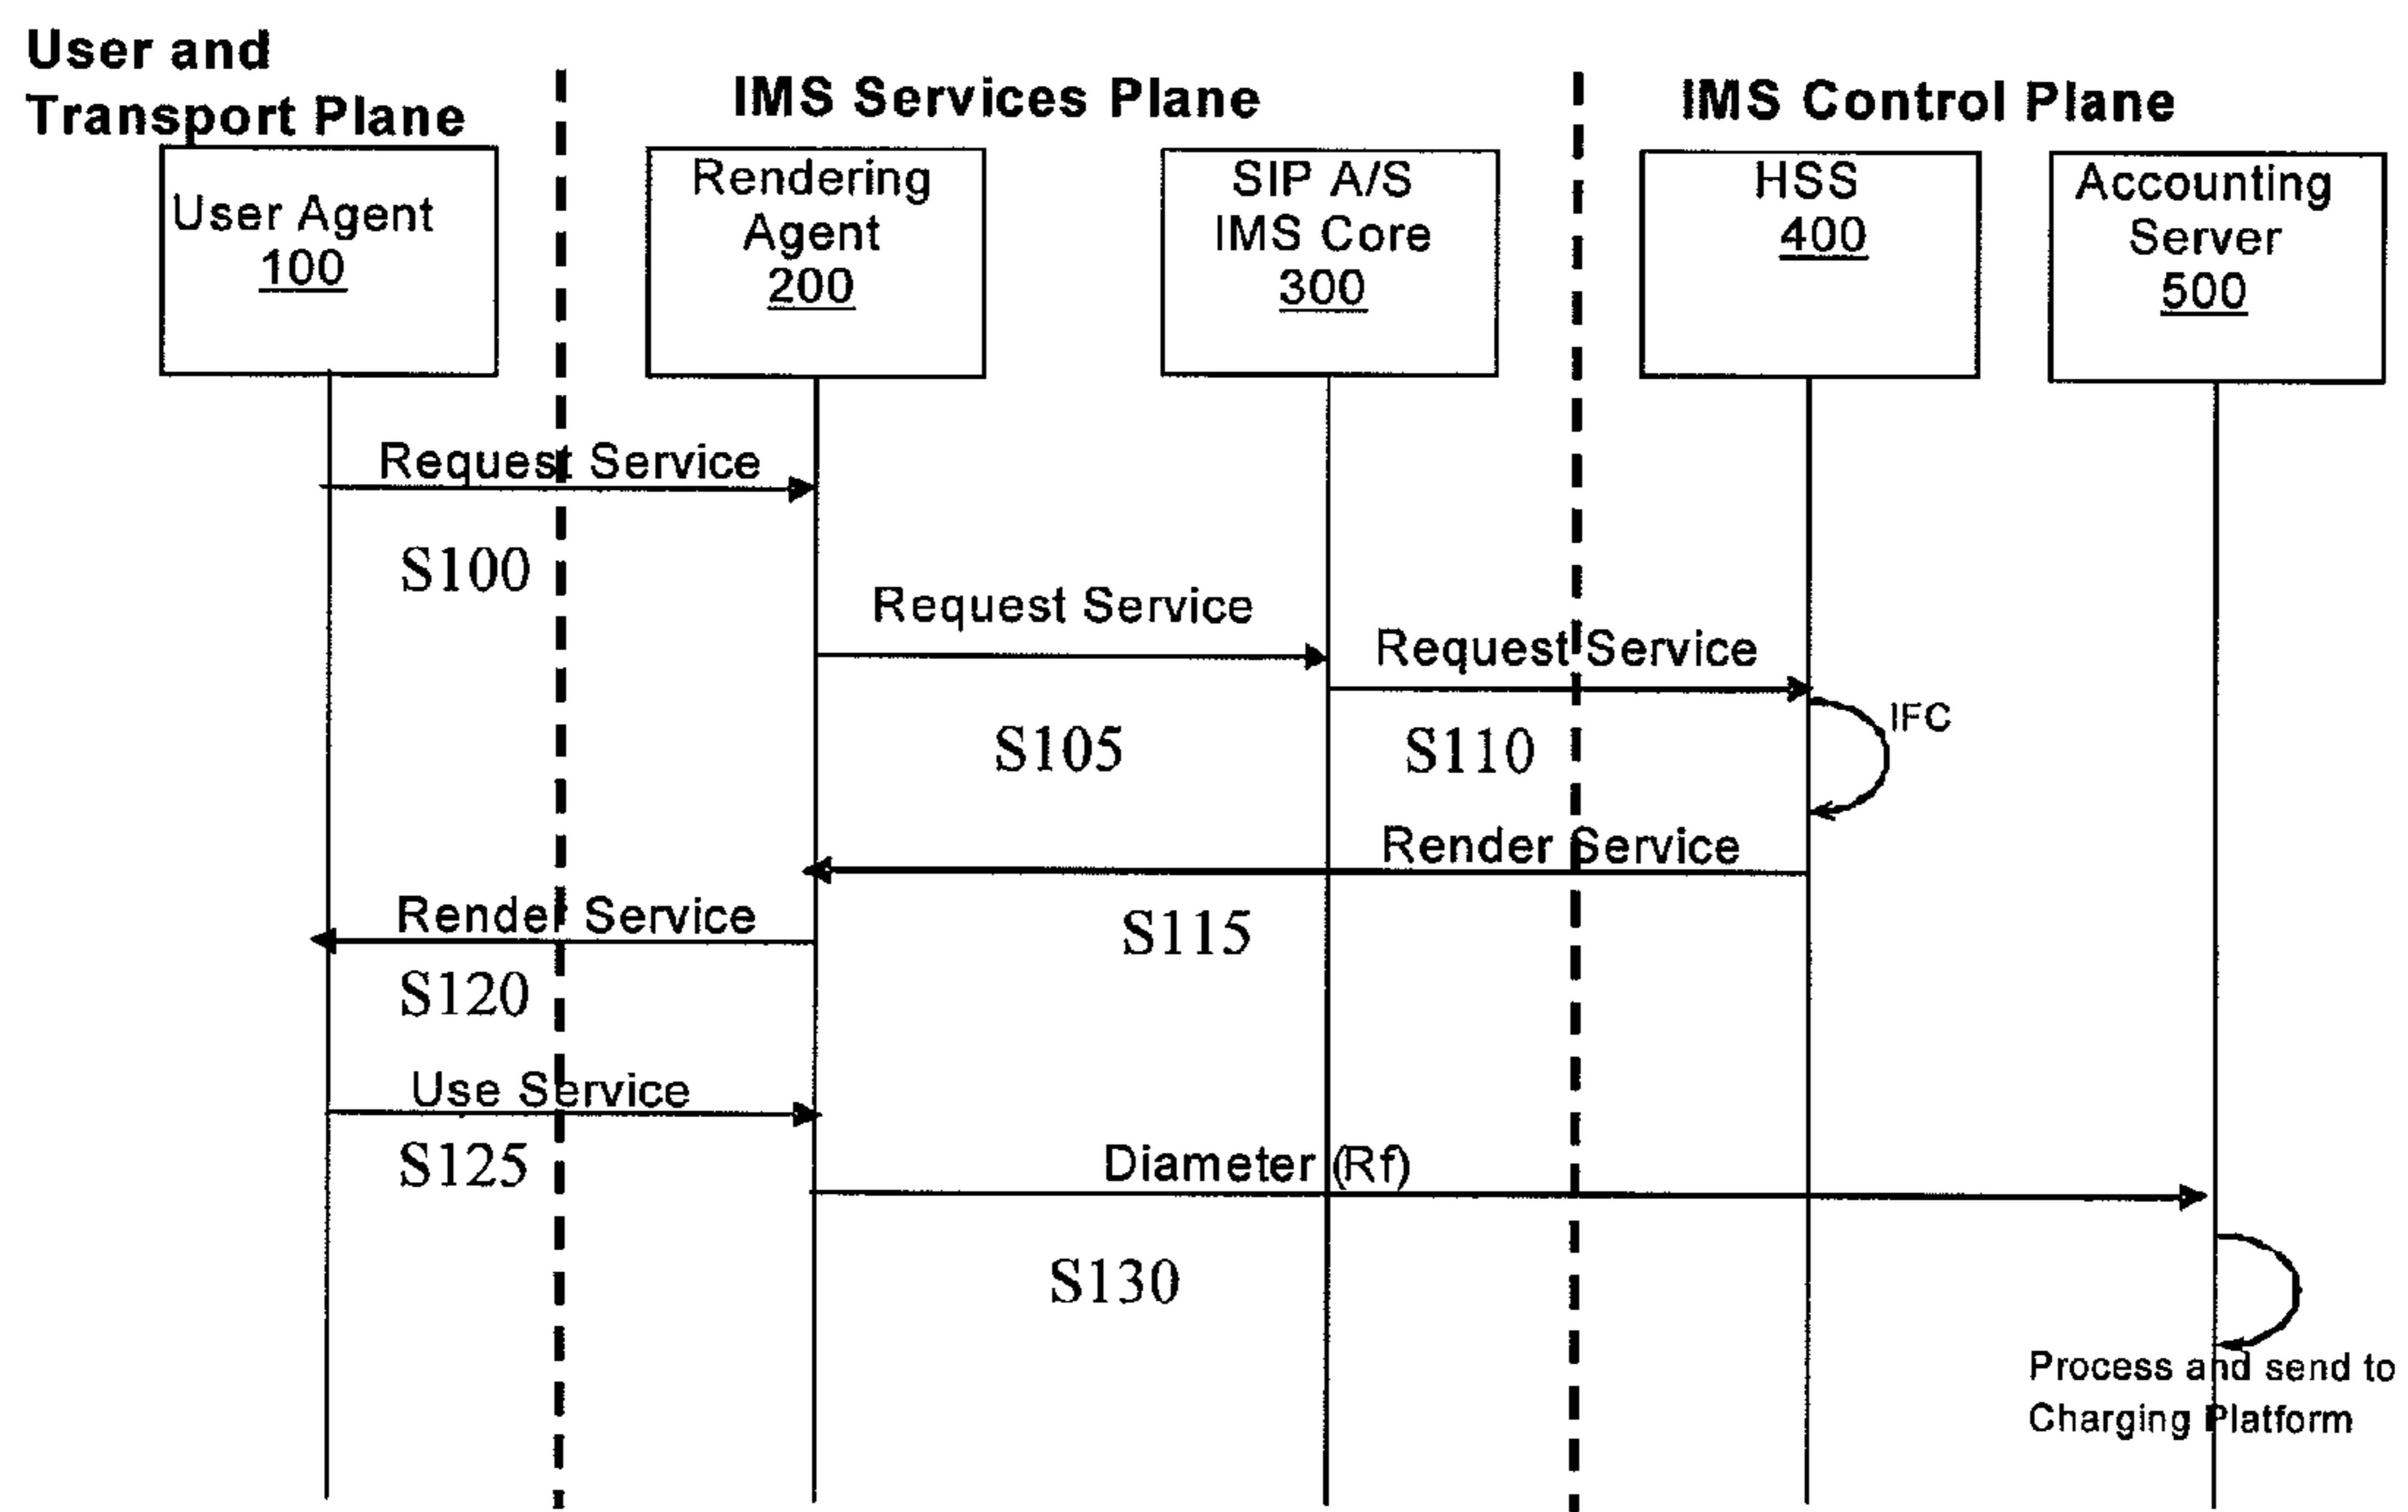 User and
Transport Plane
IMS Services Plane
IMS Control Plane
User Agent
100
Rendering
Agent
200
SIP A/S
IMS Core
300
HSS
400
Accounting
Server
500
Request Service
S100
Request Service
S105
Request Service
S110
IFC
Render Service
S115
Render Service
S120
Use Service
S125
Diameter (Rf)
S130
Process and send to
Charging Platform